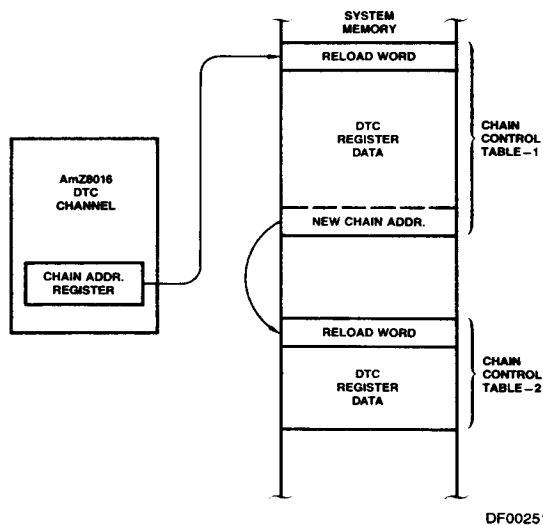 SYSTEM
MEMORY
RELOAD WORD
DTC
REGISTER
DATA
CHAIN
CONTROL
TABLE-1
AmZ8016
DTC
CHANNEL
NEW CHAIN ADDR.
CHAIN ADDR.
REGISTER
RELOAD WORD
DTC
REGISTER
DATA
CHAIN
CONTROL
TABLE-2